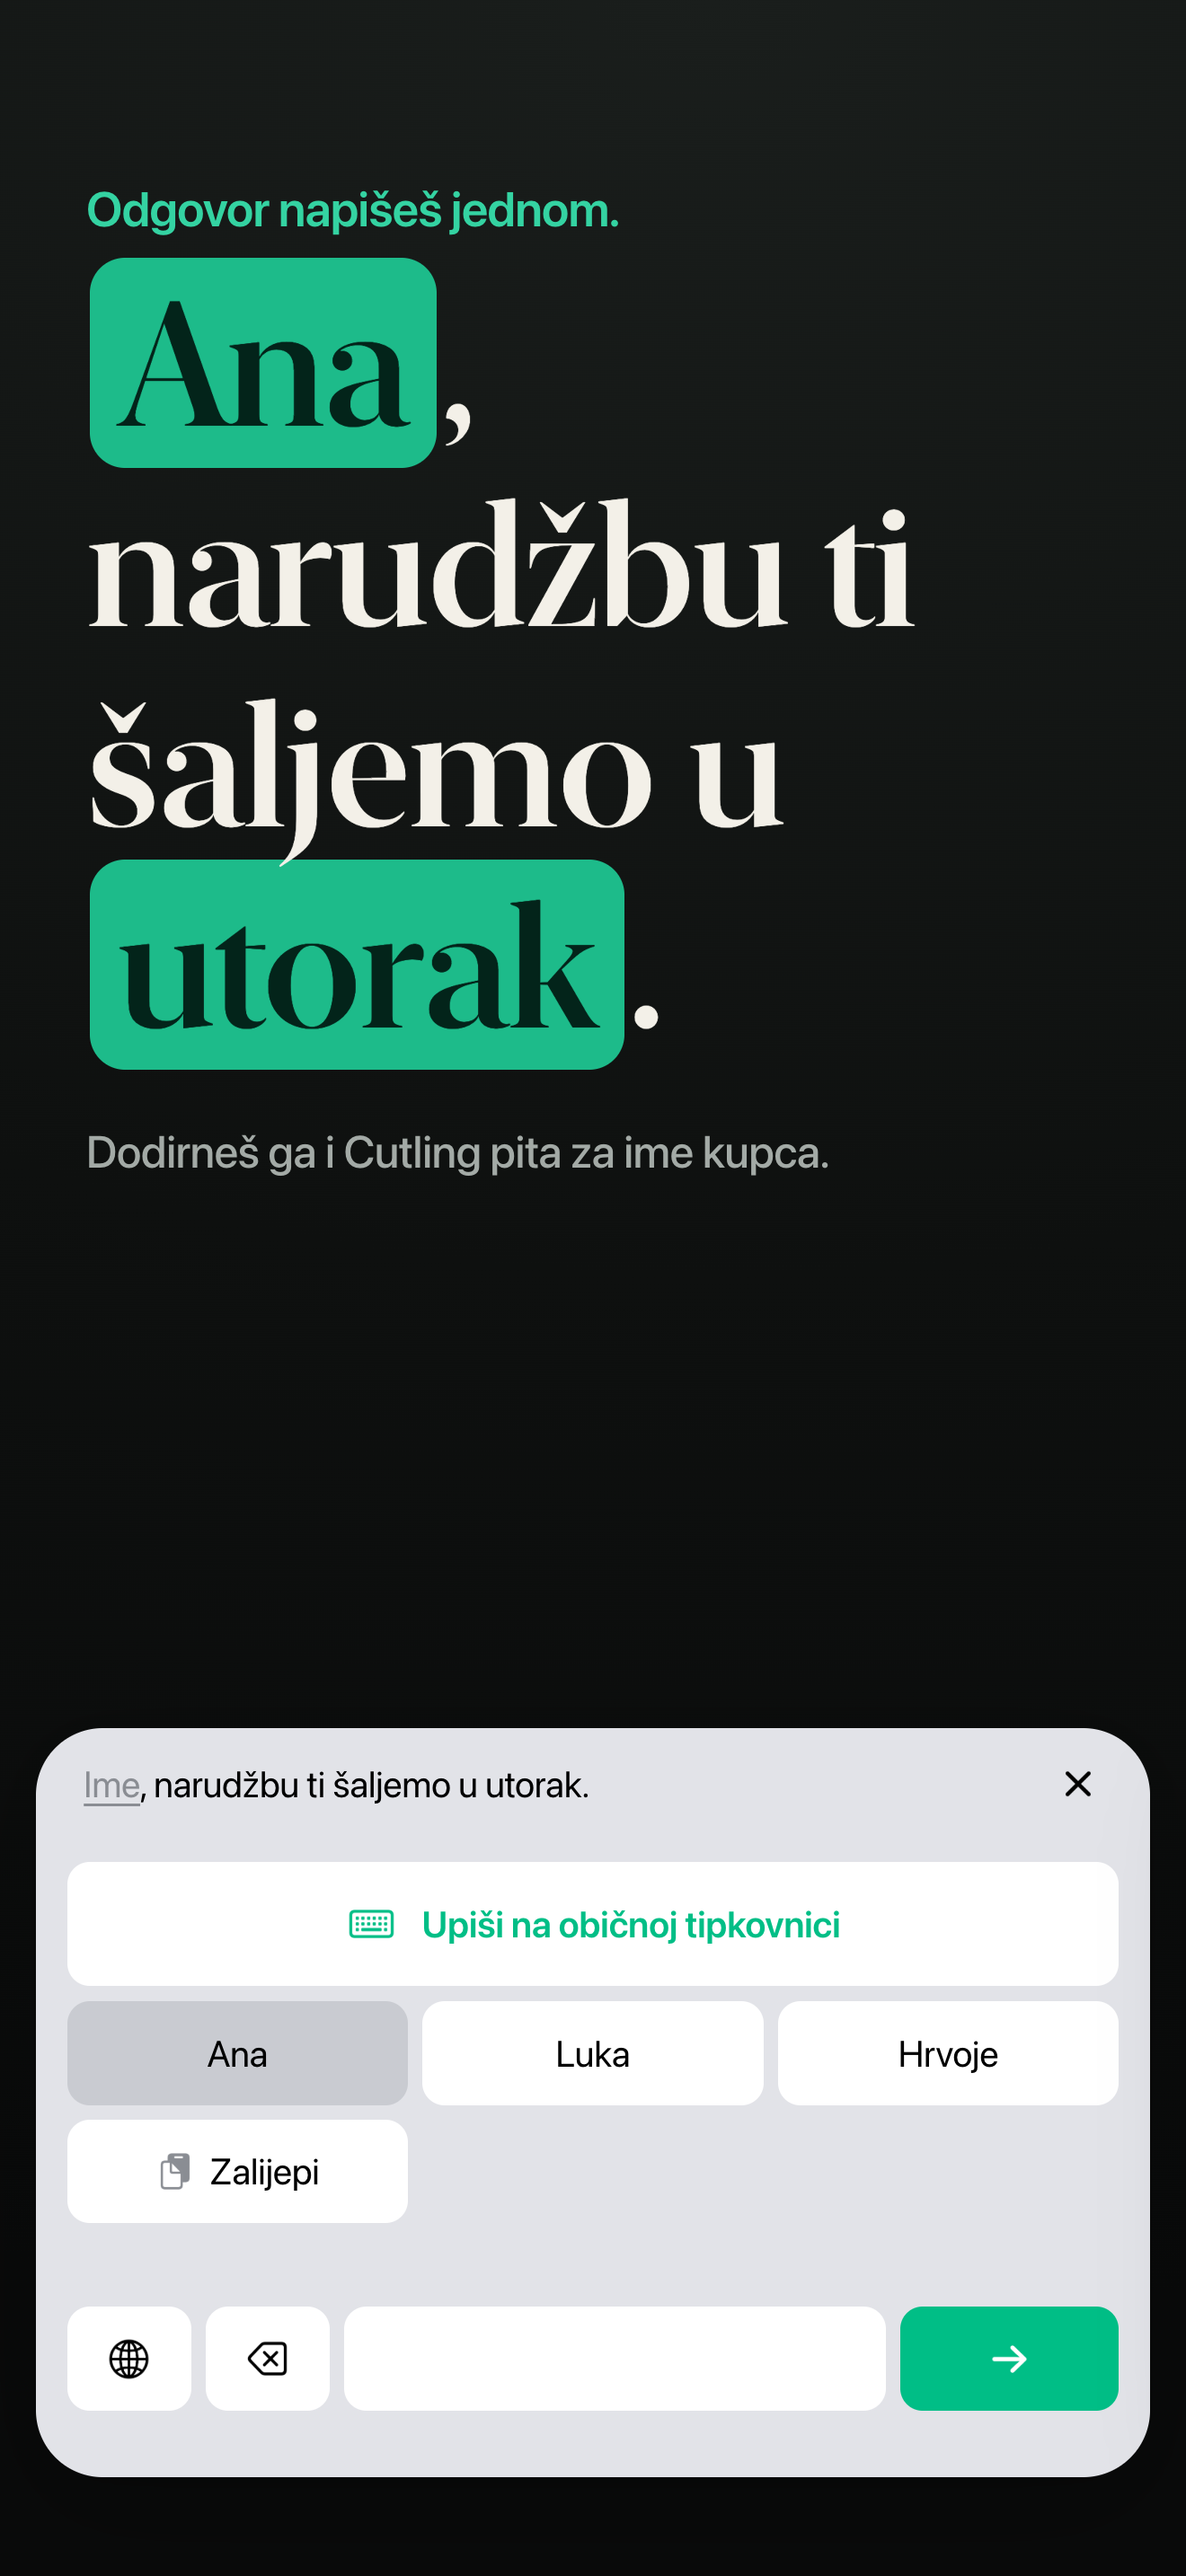 Odgovor napišeš jednom.
Ana,
narudžbu ti
šaljemo u
utorak.
Dodirneš ga i Cutling pita za ime kupca.
Ime, narudžbu ti šaljemo u utorak.
Upiši na običnoj tipkovnici
Ana
Luka
Hrvoje
Zalijepi